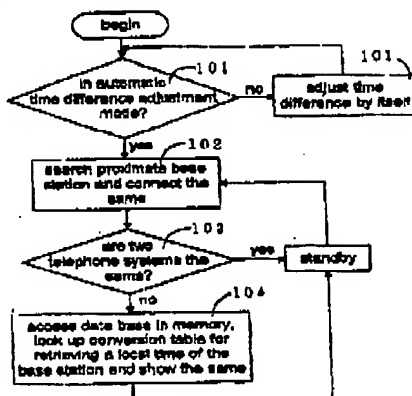 begin
101
in automatic
time difference adjustment
mode?
no
101
adjust time
difference by itself
yes
102
search proximate base
station and connect the
same
103
are two
telephone systems the
same?
yes
standby
no
104
access data base in memory,
look up conversion table for
retrieving a local time of the
base station and show the same